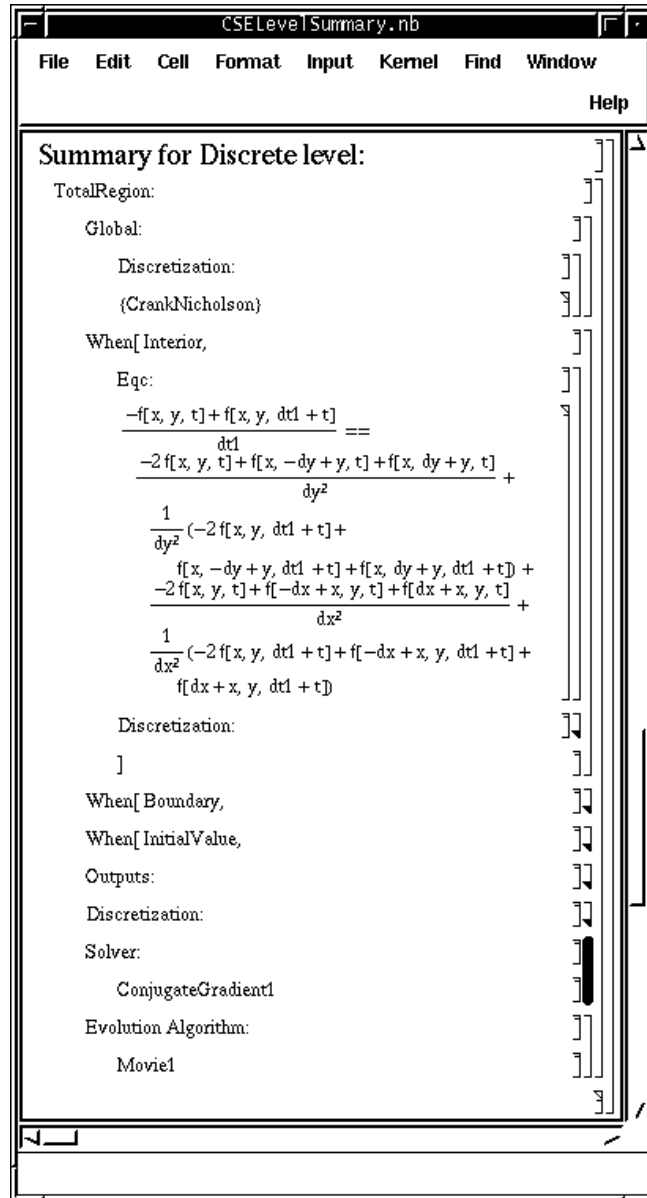 CSELevelSummary.nb
File Edit Cell Format Input Kernel Find Window
Help
Summary for Discrete level:
TotalRegion:
Global:
Discretization:
{CrankNicholson}
When[ Interior,
Eqc:
-f[x, y, t] + f[x, y, dt1 + t]
dt1
==
-2 f[x, y, t] + f[x, -dy + y, t] + f[x, dy + y, t]
dy²
+
1
dy²
(-2 f[x, y, dt1 + t] +
f[x, -dy + y, dt1 + t] + f[x, dy + y, dt1 + t]) +
-2 f[x, y, t] + f[-dx + x, y, t] + f[dx + x, y, t]
dx²
+
1
dx²
(-2 f[x, y, dt1 + t] + f[-dx + x, y, dt1 + t] +
f[dx + x, y, dt1 + t])
Discretization:
]
When[ Boundary,
When[ InitialValue,
Outputs:
Discretization:
Solver:
ConjugateGradient1
Evolution Algorithm:
Movie1